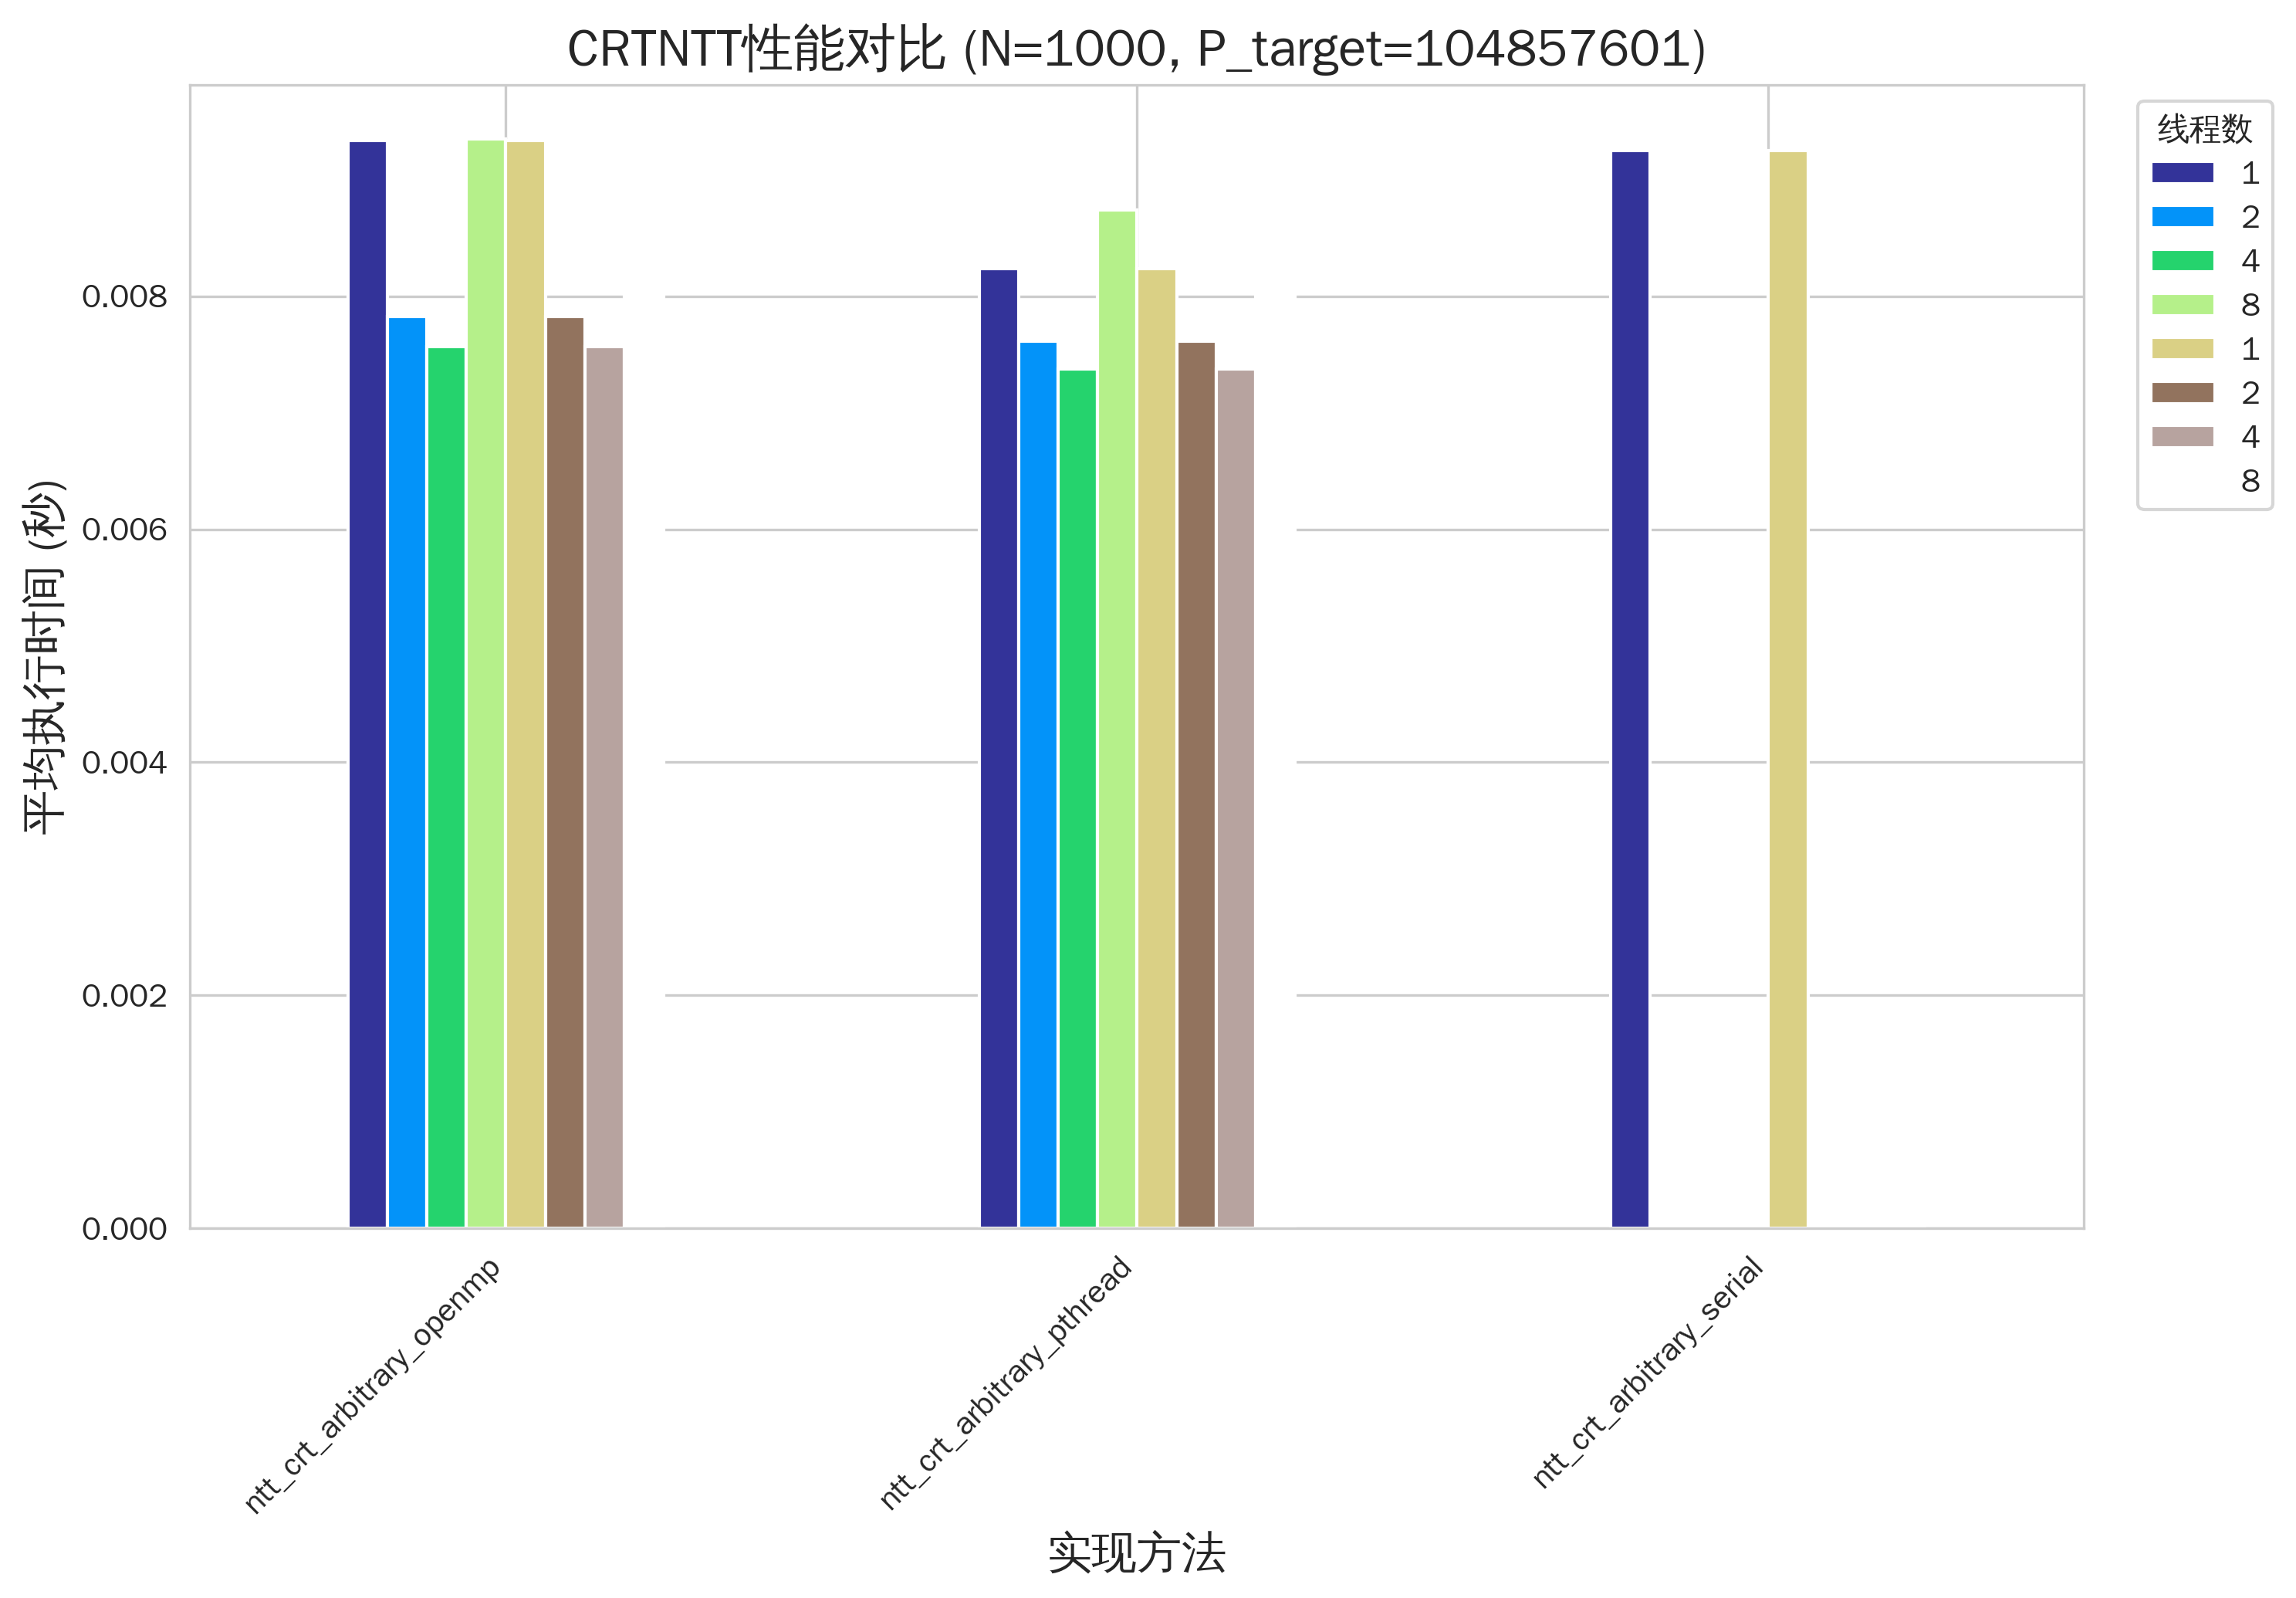 CRTNTT性能对比 (N=1000, P_target=104857601)
线程数
1
2
4
8
1
2
4
8
平均执行时间 (秒)
0.008
0.006
0.004
0.002
0.000
ntt_crt_arbitrary_openmp
ntt_crt_arbitrary_pthread
ntt_crt_arbitrary_serial
实现方法